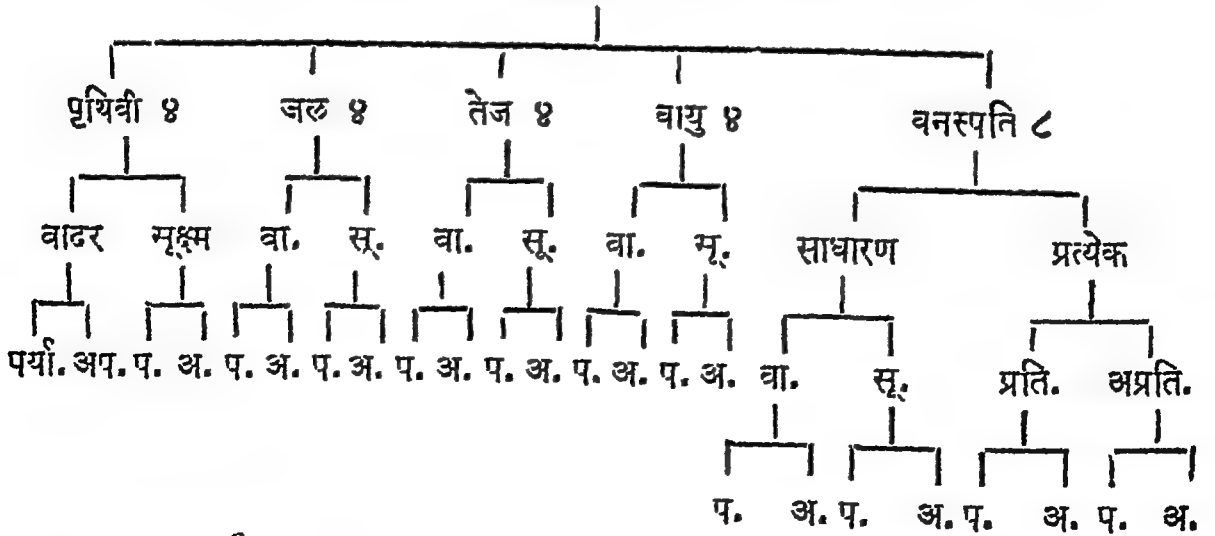 पृथिवी ४ जल ४ तेज ४ वायु ४ वनस्पति ८
वादर सूक्ष्म वा. सू. वा. सू. वा. सू. साधारण प्रत्येक
पर्या. अप. प. अ. प. अ. प. अ. प. अ. प. अ. प. अ. प. अ. वा. सू. प्रति. अप्रति.
प. अ. प. अ. प. अ. प. अ.